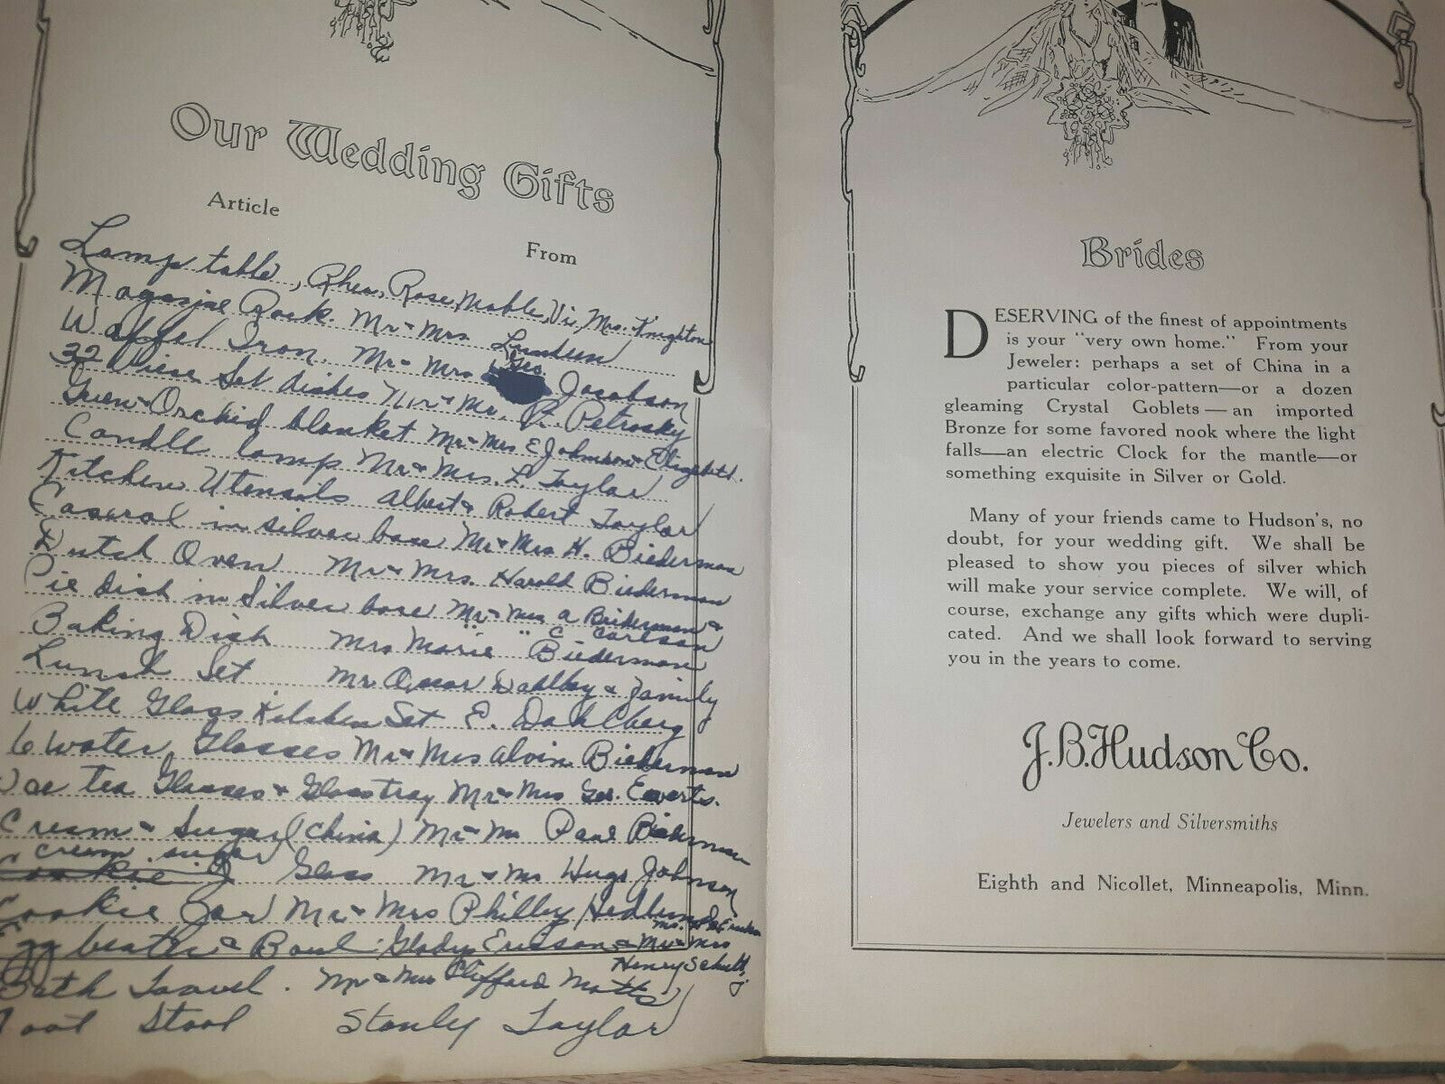 Our Wedding Gifts
Article
From
Lamp table, Rhea, Rose, Mable, Vi, Mrs. Knighton
Magazine Rack. Mr & Mrs Lundeen
Waffel Iron. Mr & Mrs Geo Jacobson
32 Piece Set dishes Mr & Mr. P. Petrosky
Green & Orchid blanket Mr & Mrs E Johnson & Elizabeth.
Candle lamp Mr & Mrs. L Taylor
Kitchen Utensils Albert & Robert Taylor
Casarol in silver base Mr & Mrs H. Biederman
Dutch Oven Mr & Mrs. Harold Biederman
Pie Dish in Silver base Mr & Mrs A Biederman &
" " C Carlson
Baking Dish Mrs Marie Biederman
Lunch Set Mr Oscar Dahlby & Family
White Glass Kitchen Set E. Dahlberg
6 Water Glasses Mr & Mrs Alvin Biederman
Ice tea Glasses & Glass tray Mr & Mrs Geo. Ewarts.
Cream & Sugar (China) Mr & Mrs Paul Biederman
cream sugar
Cookie J Glass Mr & Mrs Hugo Johnson
Cookie Jar Mr & Mrs Philley Hedlund
Egg beater & Bowl Gladys Ericson & Mr & Mrs
Henry Schultz
Bath Towel. Mr & Mrs Clifford Matts
Foot Stool Stanly Taylor
Brides
DESERVING of the finest of appointments
is your "very own home." From your
Jeweler: perhaps a set of China in a
particular color-pattern—or a dozen
gleaming Crystal Goblets—an imported
Bronze for some favored nook where the light
falls—an electric Clock for the mantle—or
something exquisite in Silver or Gold.
Many of your friends came to Hudson's, no
doubt, for your wedding gift. We shall be
pleased to show you pieces of silver which
will make your service complete. We will, of
course, exchange any gifts which were dupli-
cated. And we shall look forward to serving
you in the years to come.
J.B. Hudson Co.
Jewelers and Silversmiths
Eighth and Nicollet, Minneapolis, Minn.